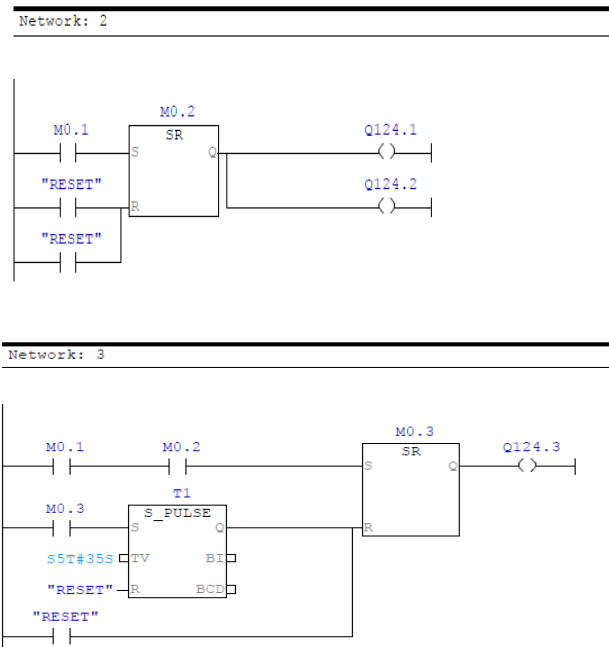 Network: 2
M0.2
M0.1 SR Q124.1
S Q
"RESET" Q124.2
R
"RESET"
Network: 3
M0.3
M0.1 M0.2 SR Q124.3
S Q
T1
M0.3 S_PULSE
S Q R
S5T#35S TV BI
"RESET" R BCD
"RESET"